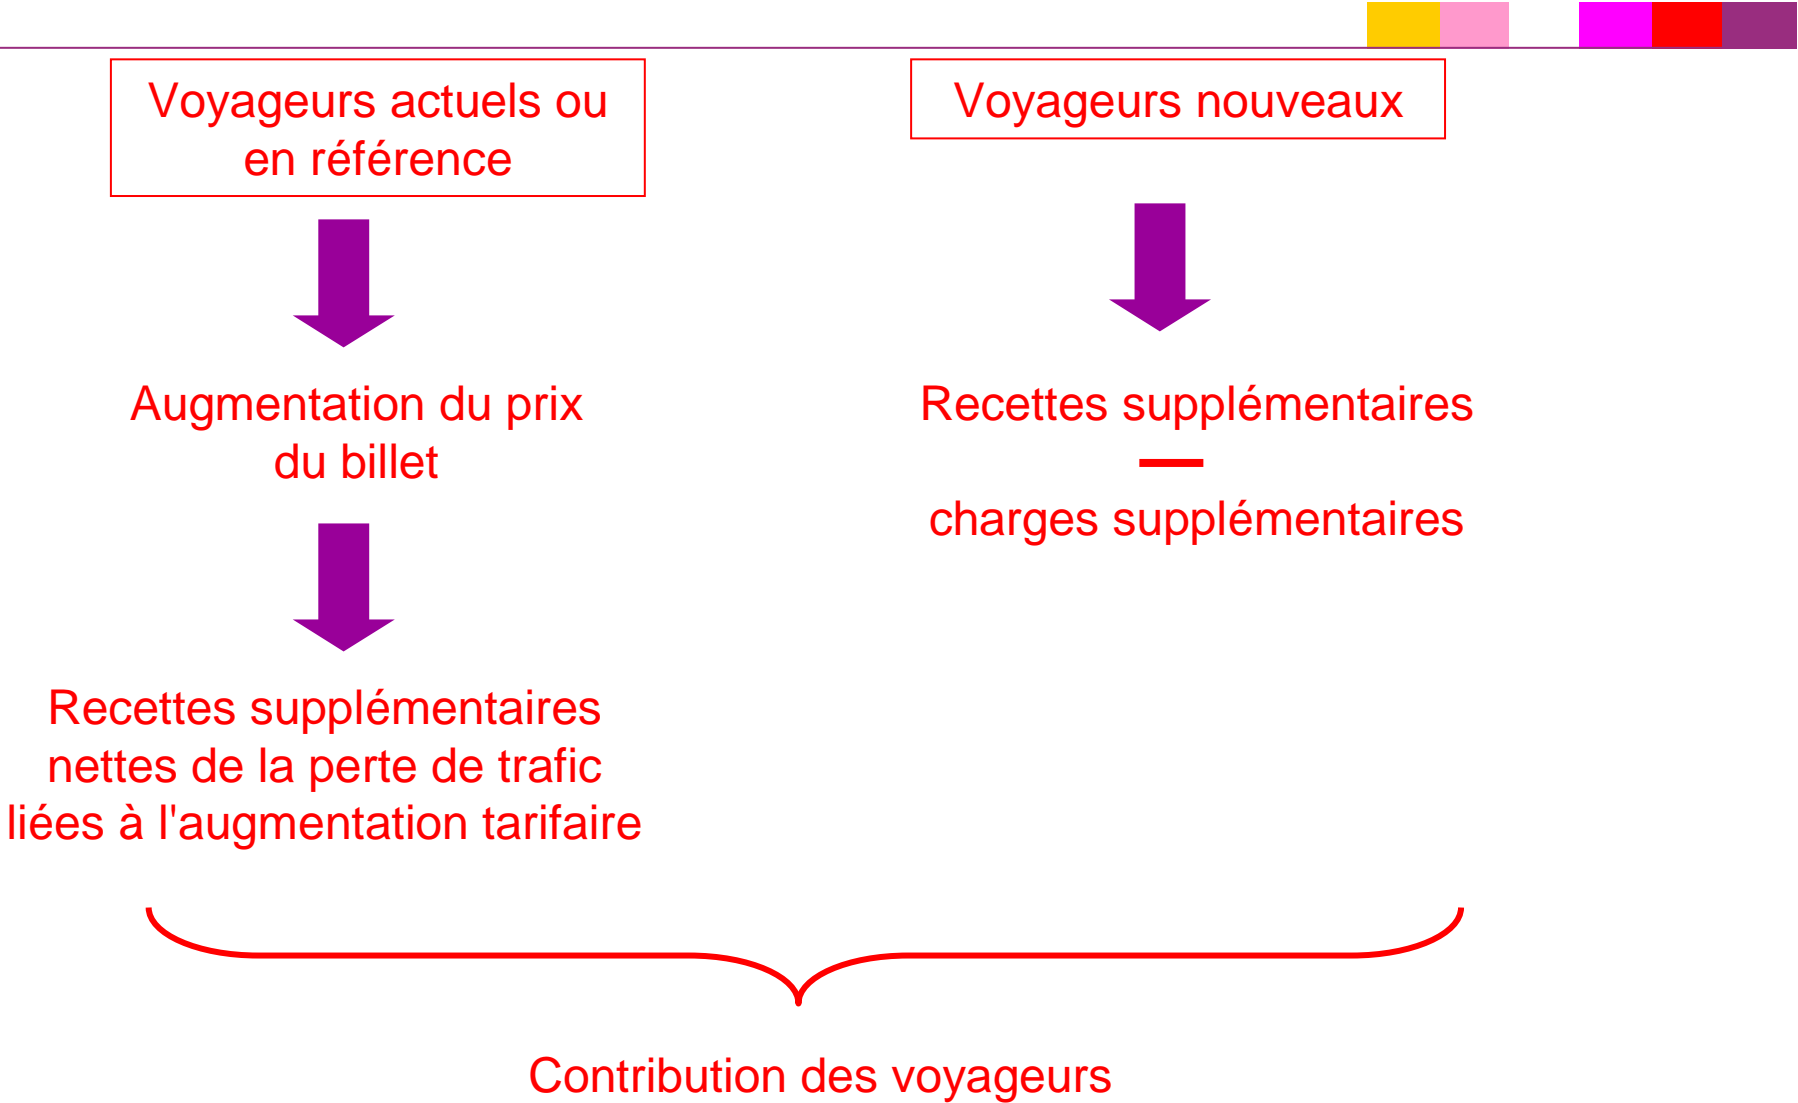 Voyageurs actuels ou
en référence
Augmentation du prix
du billet
Recettes supplémentaires
nettes de la perte de trafic
liées à l'augmentation tarifaire
Voyageurs nouveaux
Recettes supplémentaires
—
charges supplémentaires
Contribution des voyageurs